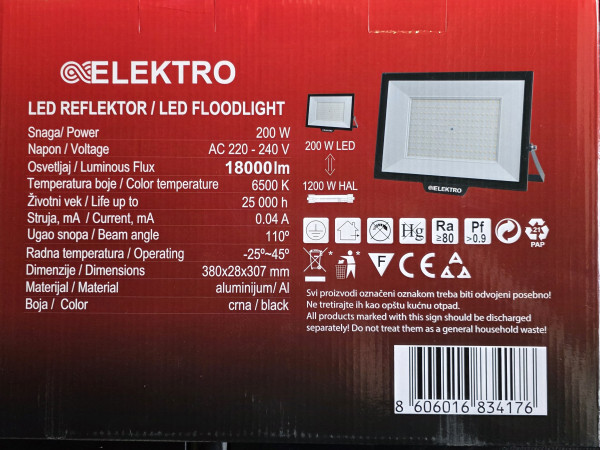 ELEKTRO
LED REFLEKTOR / LED FLOODLIGHT
Snaga/ Power 200 W
Napon / Voltage AC 220 - 240 V
Osvetljaj / Luminous Flux 18000lm
Temperatura boje / Color temperature 6500 K
Životni vek / Life up to 25 000 h
Struja, mA / Current, mA 0.04 A
Ugao snopa / Beam angle 110°
Radna temperatura / Operating -25°~45°
Dimenzije / Dimensions 380x28x307 mm
Materijal / Material aluminijum/ Al
Boja / Color crna / black
200 W LED
1200 W HAL
ELEKTRO
Hg
Ra
≥80
Pf
>0.9
21
PAP
* * F CE A A A
Svi proizvodi označeni oznakom treba biti odvojeni posebno!
Ne tretirajte ih kao opštu kućnu otpad.
All products marked with this sign should be discharged
separately! Do not treat them as a general household waste!
8 606016 834176